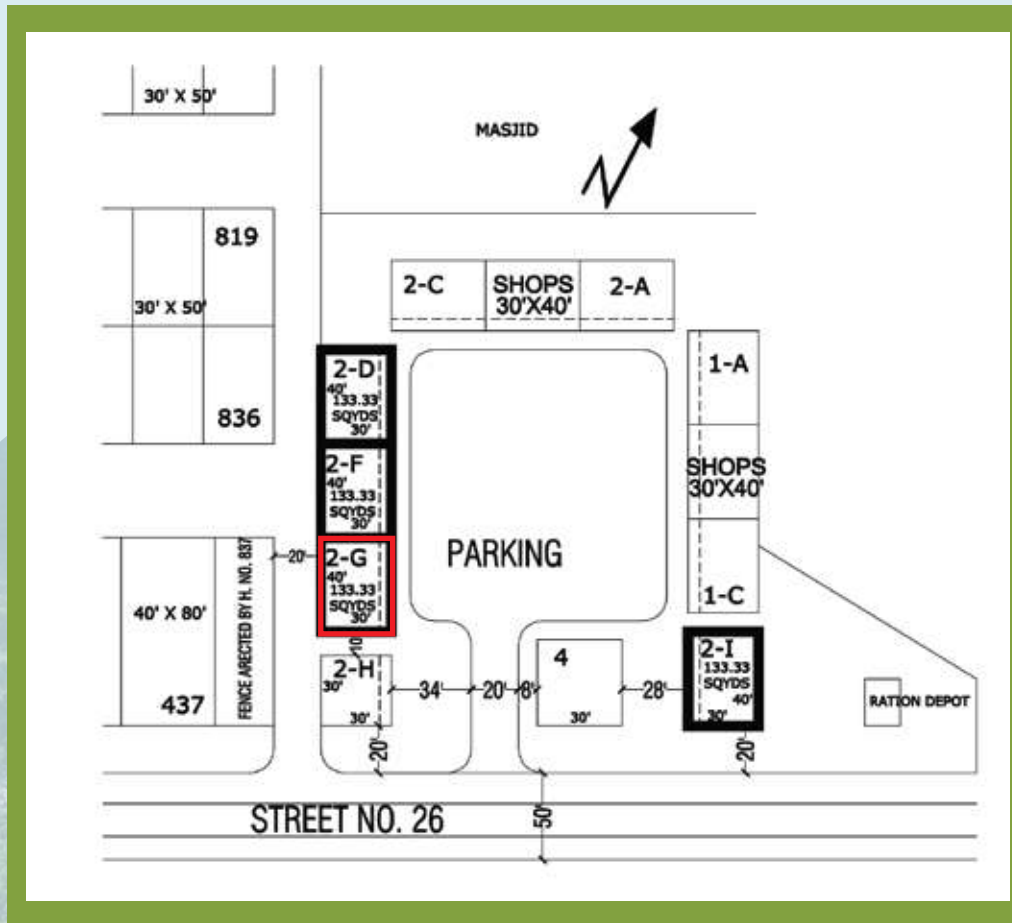 30' X 50'
MASJID
819
30' X 50'
836
2-C
SHOPS
30'X40'
2-A
2-D
40'
133.33
SQYDS
30'
1-A
2-F
40'
133.33
SQYDS
30'
SHOPS
30'X40'
2-G
40'
133.33
SQYDS
30'
20'
PARKING
1-C
40' X 80'
437
FENCE ARECTED BY H. NO. 837
10'
2-H
30'
30'
34'
20'
8'
4
30'
28'
2-I
133.33
SQYDS
40'
30'
RATION DEPOT
20'
20'
STREET NO. 26
50'